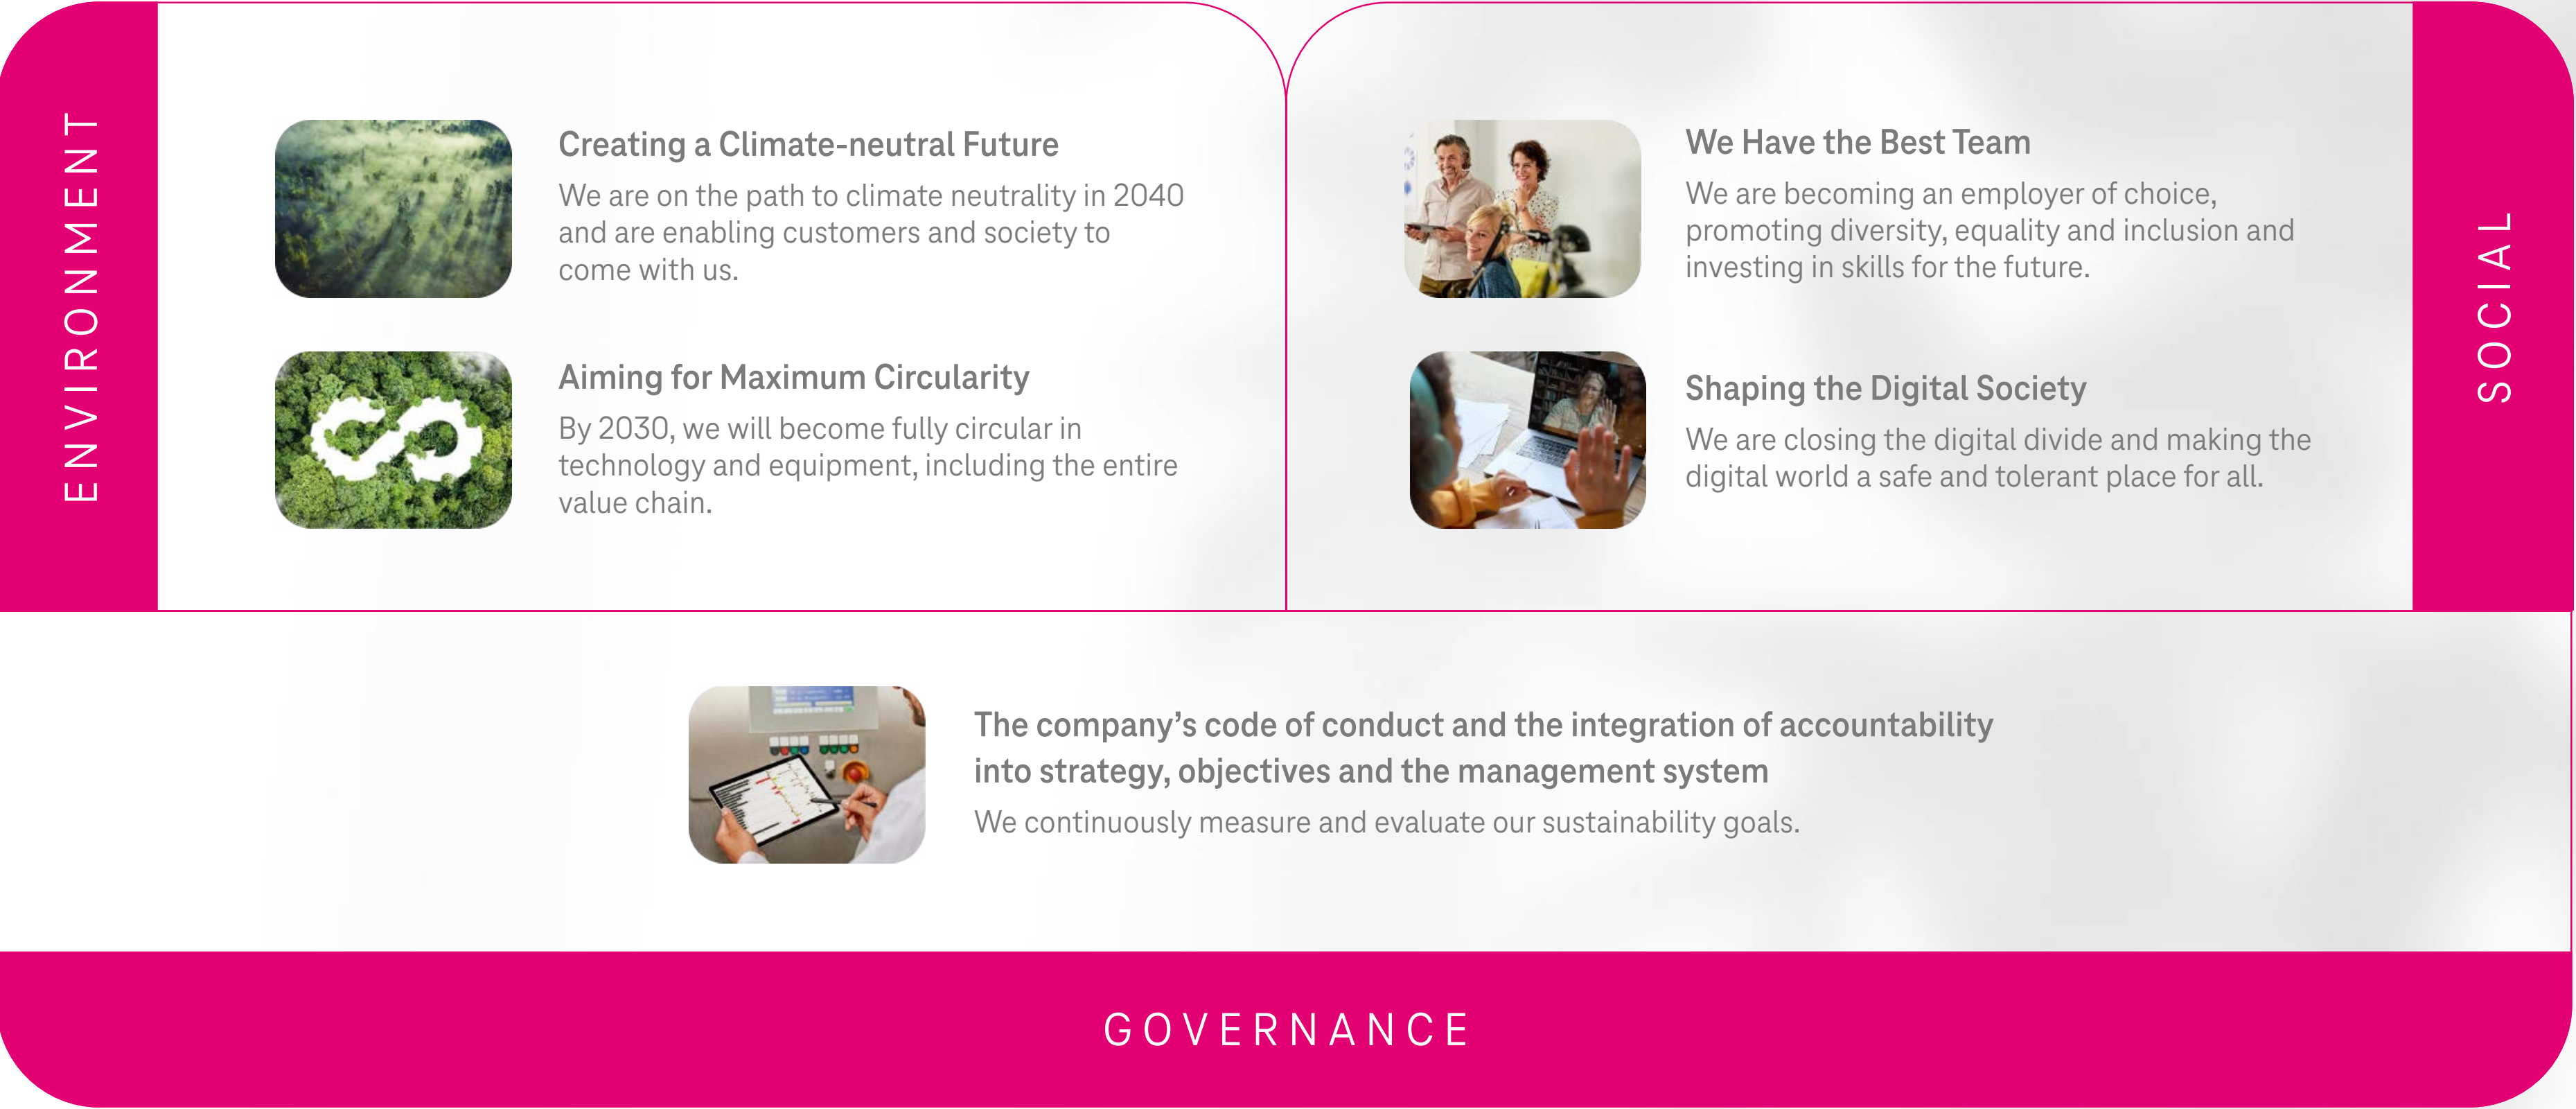 ENVIRONMENT
Creating a Climate-neutral Future
We are on the path to climate neutrality in 2040
and are enabling customers and society to
come with us.
Aiming for Maximum Circularity
By 2030, we will become fully circular in
technology and equipment, including the entire
value chain.
We Have the Best Team
We are becoming an employer of choice,
promoting diversity, equality and inclusion and
investing in skills for the future.
Shaping the Digital Society
We are closing the digital divide and making the
digital world a safe and tolerant place for all.
SOCIAL
The company’s code of conduct and the integration of accountability
into strategy, objectives and the management system
We continuously measure and evaluate our sustainability goals.
GOVERNANCE